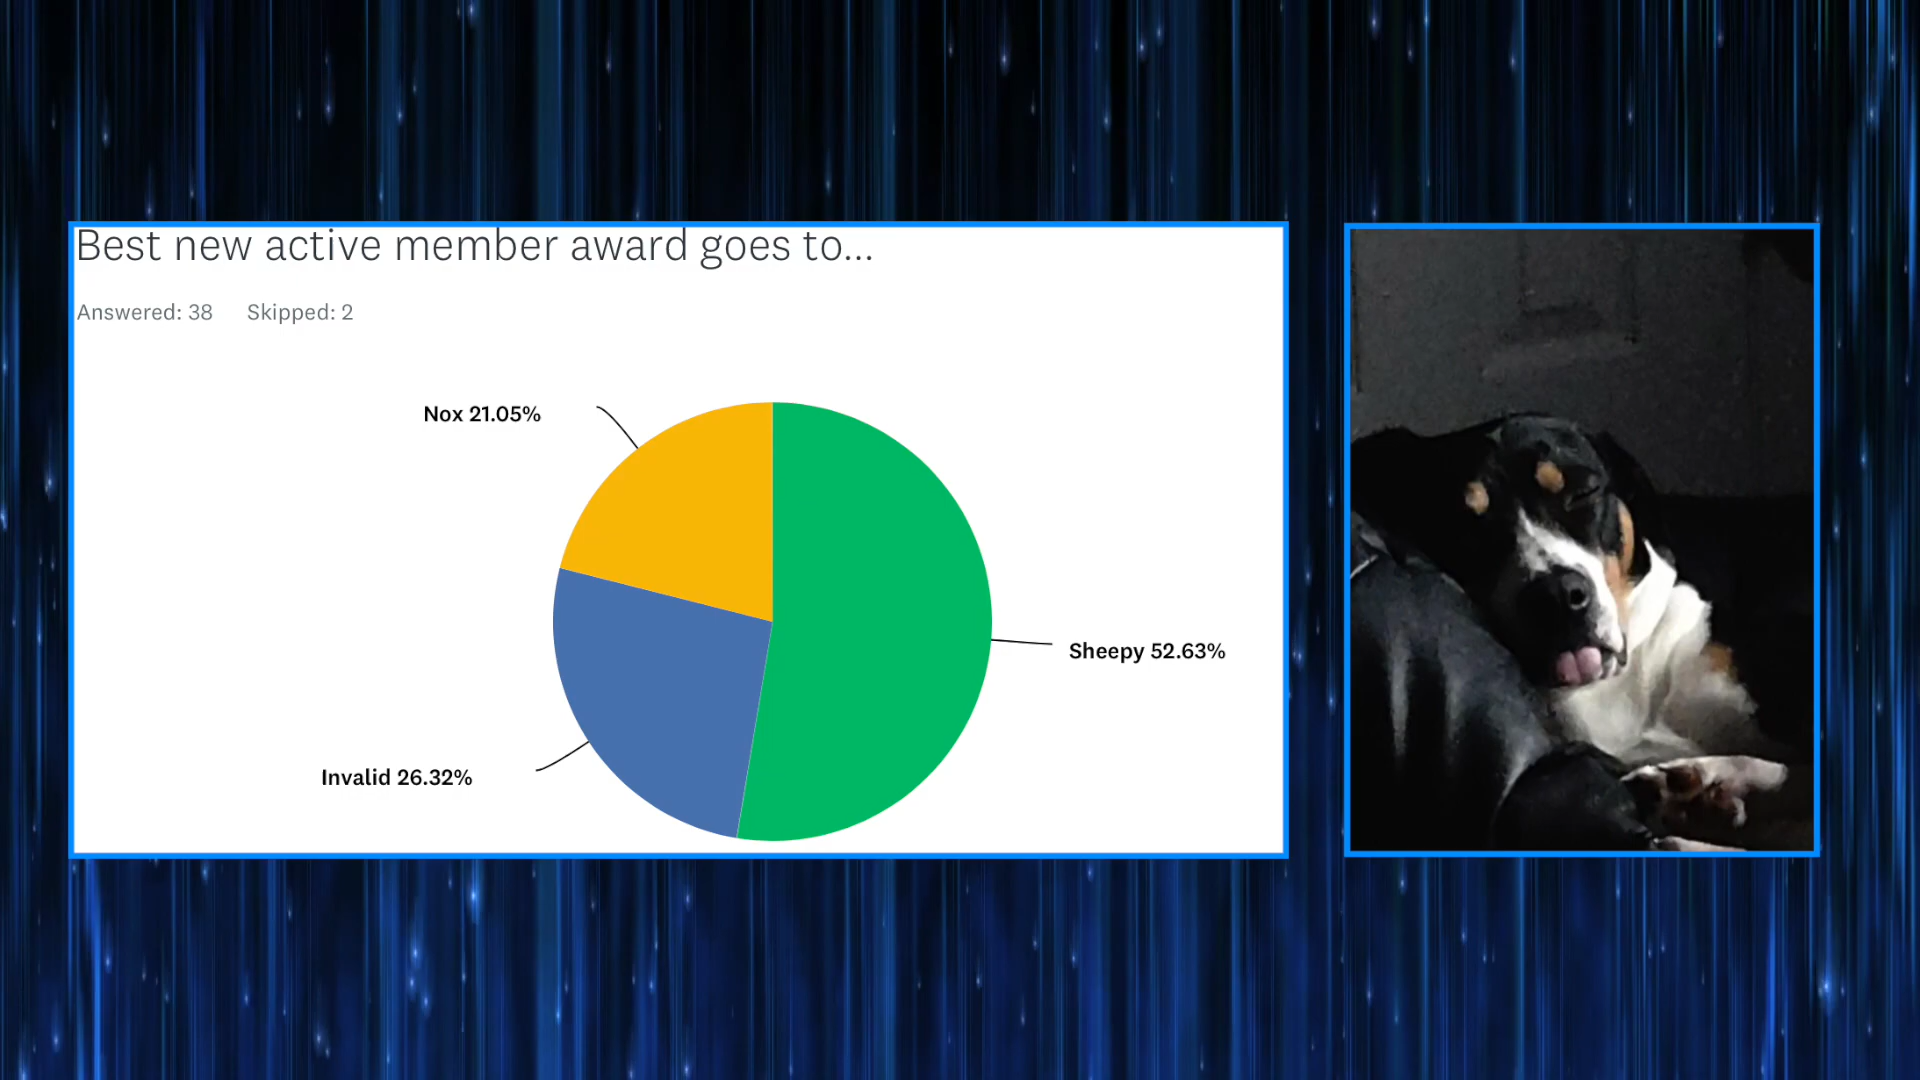 Best new active member award goes to...
Answered: 38 Skipped: 2
Nox 21.05%
Sheepy 52.63%
Invalid 26.32%